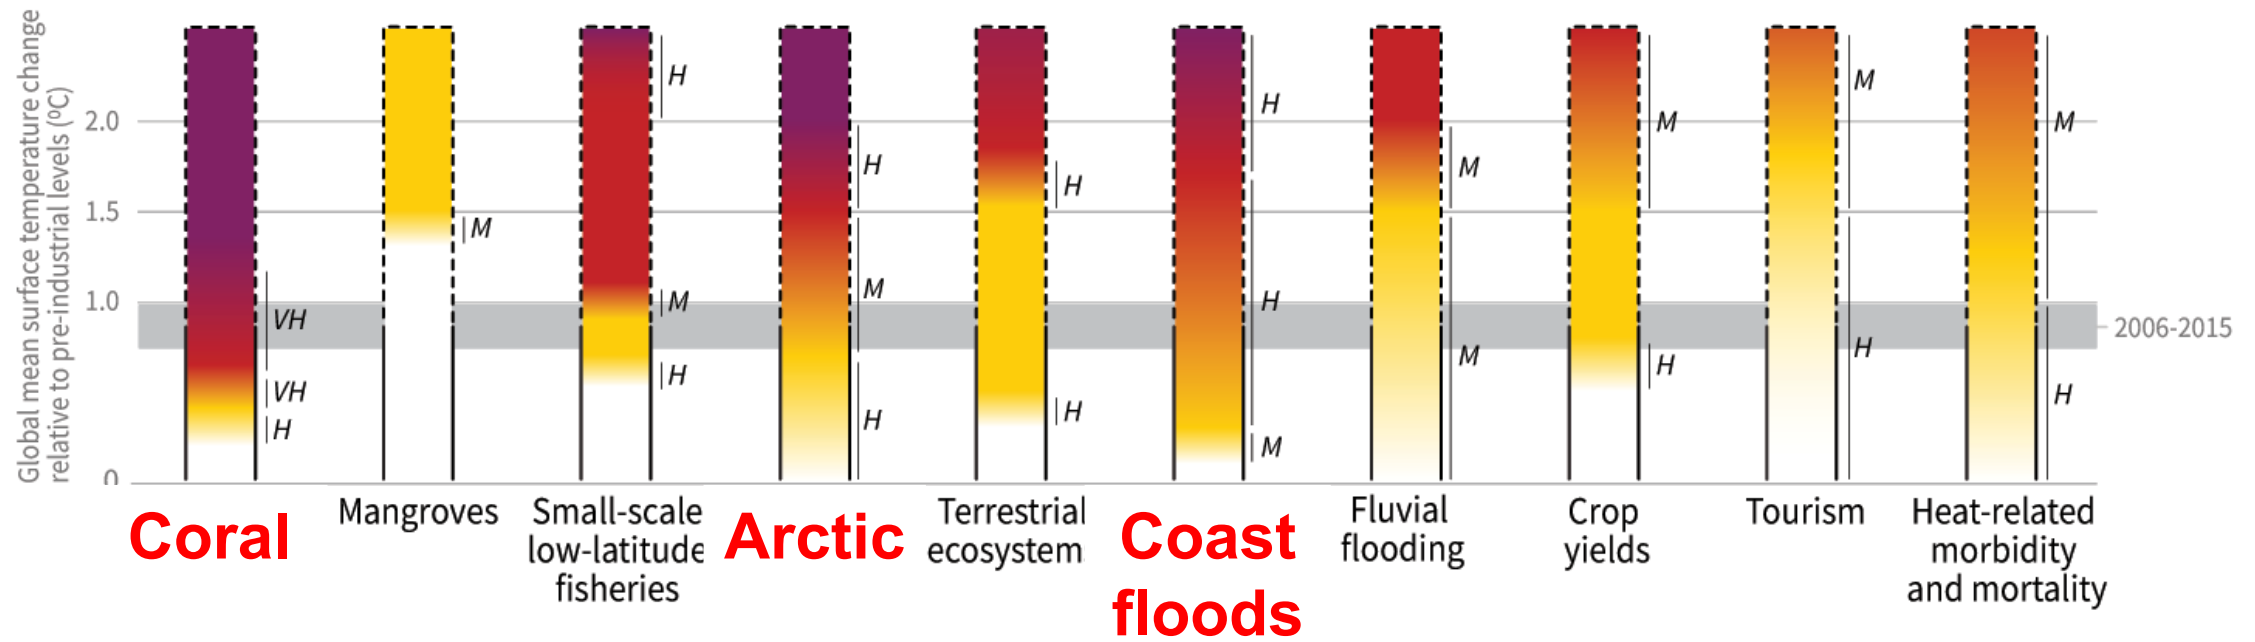 Global mean surface temperature change
relative to pre-industrial levels (ºC)
2.0
1.5
1.0
0
VH
VH
H
M
H
M
H
H
M
H
H
H
H
H
M
M
M
M
H
M
H
M
H
2006-2015
Coral
Mangroves
Small-scale
low-latitude
fisheries
Arctic
Terrestrial
ecosystem
Coast
floods
Fluvial
flooding
Crop
yields
Tourism
Heat-related
morbidity
and mortality